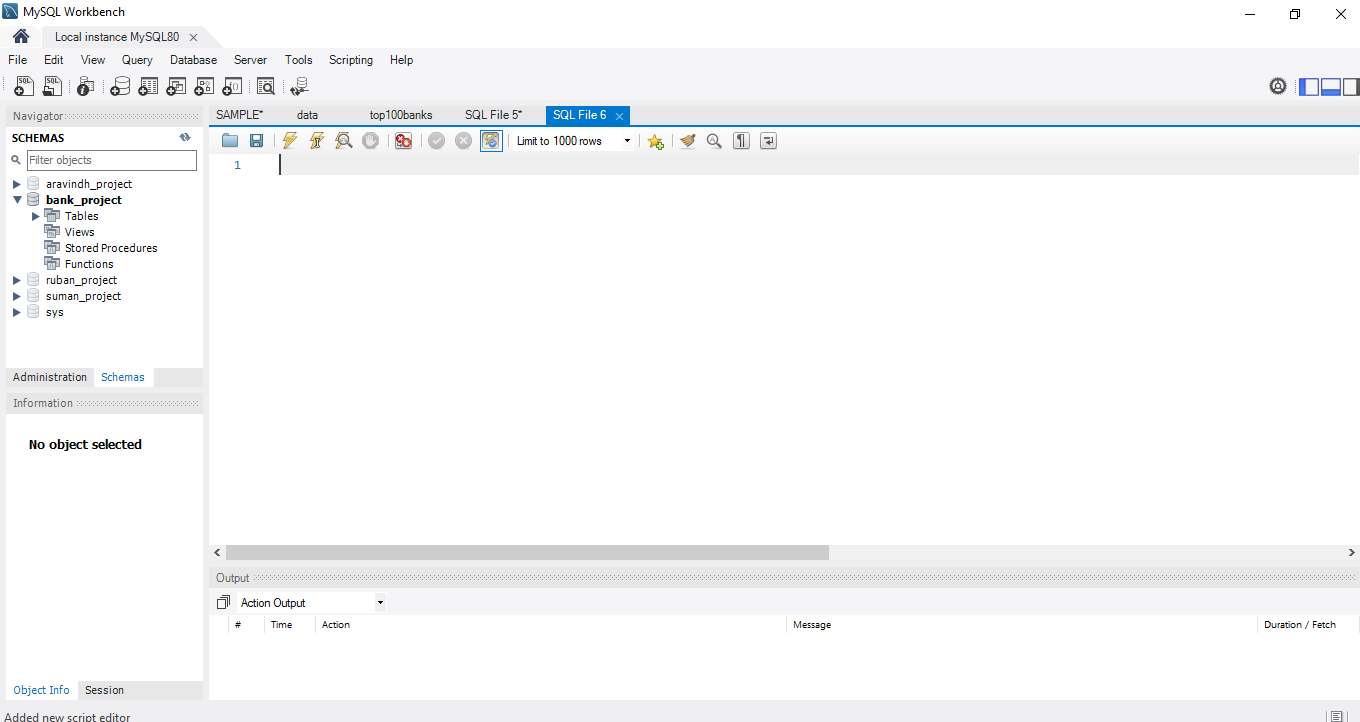 MySQL Workbench
Local instance MySQL80
File Edit View Query Database Server Tools Scripting Help
Navigator
SCHEMAS
Filter objects
aravindh_project
bank_project
Tables
Views
Stored Procedures
Functions
ruban_project
suman_project
sys
Administration Schemas
Information
No object selected
Object Info Session
SAMPLE* data top100banks SQL File 5* SQL File 6
Limit to 1000 rows
1
Output
Action Output
# Time Action Message Duration / Fetch
Added new script editor